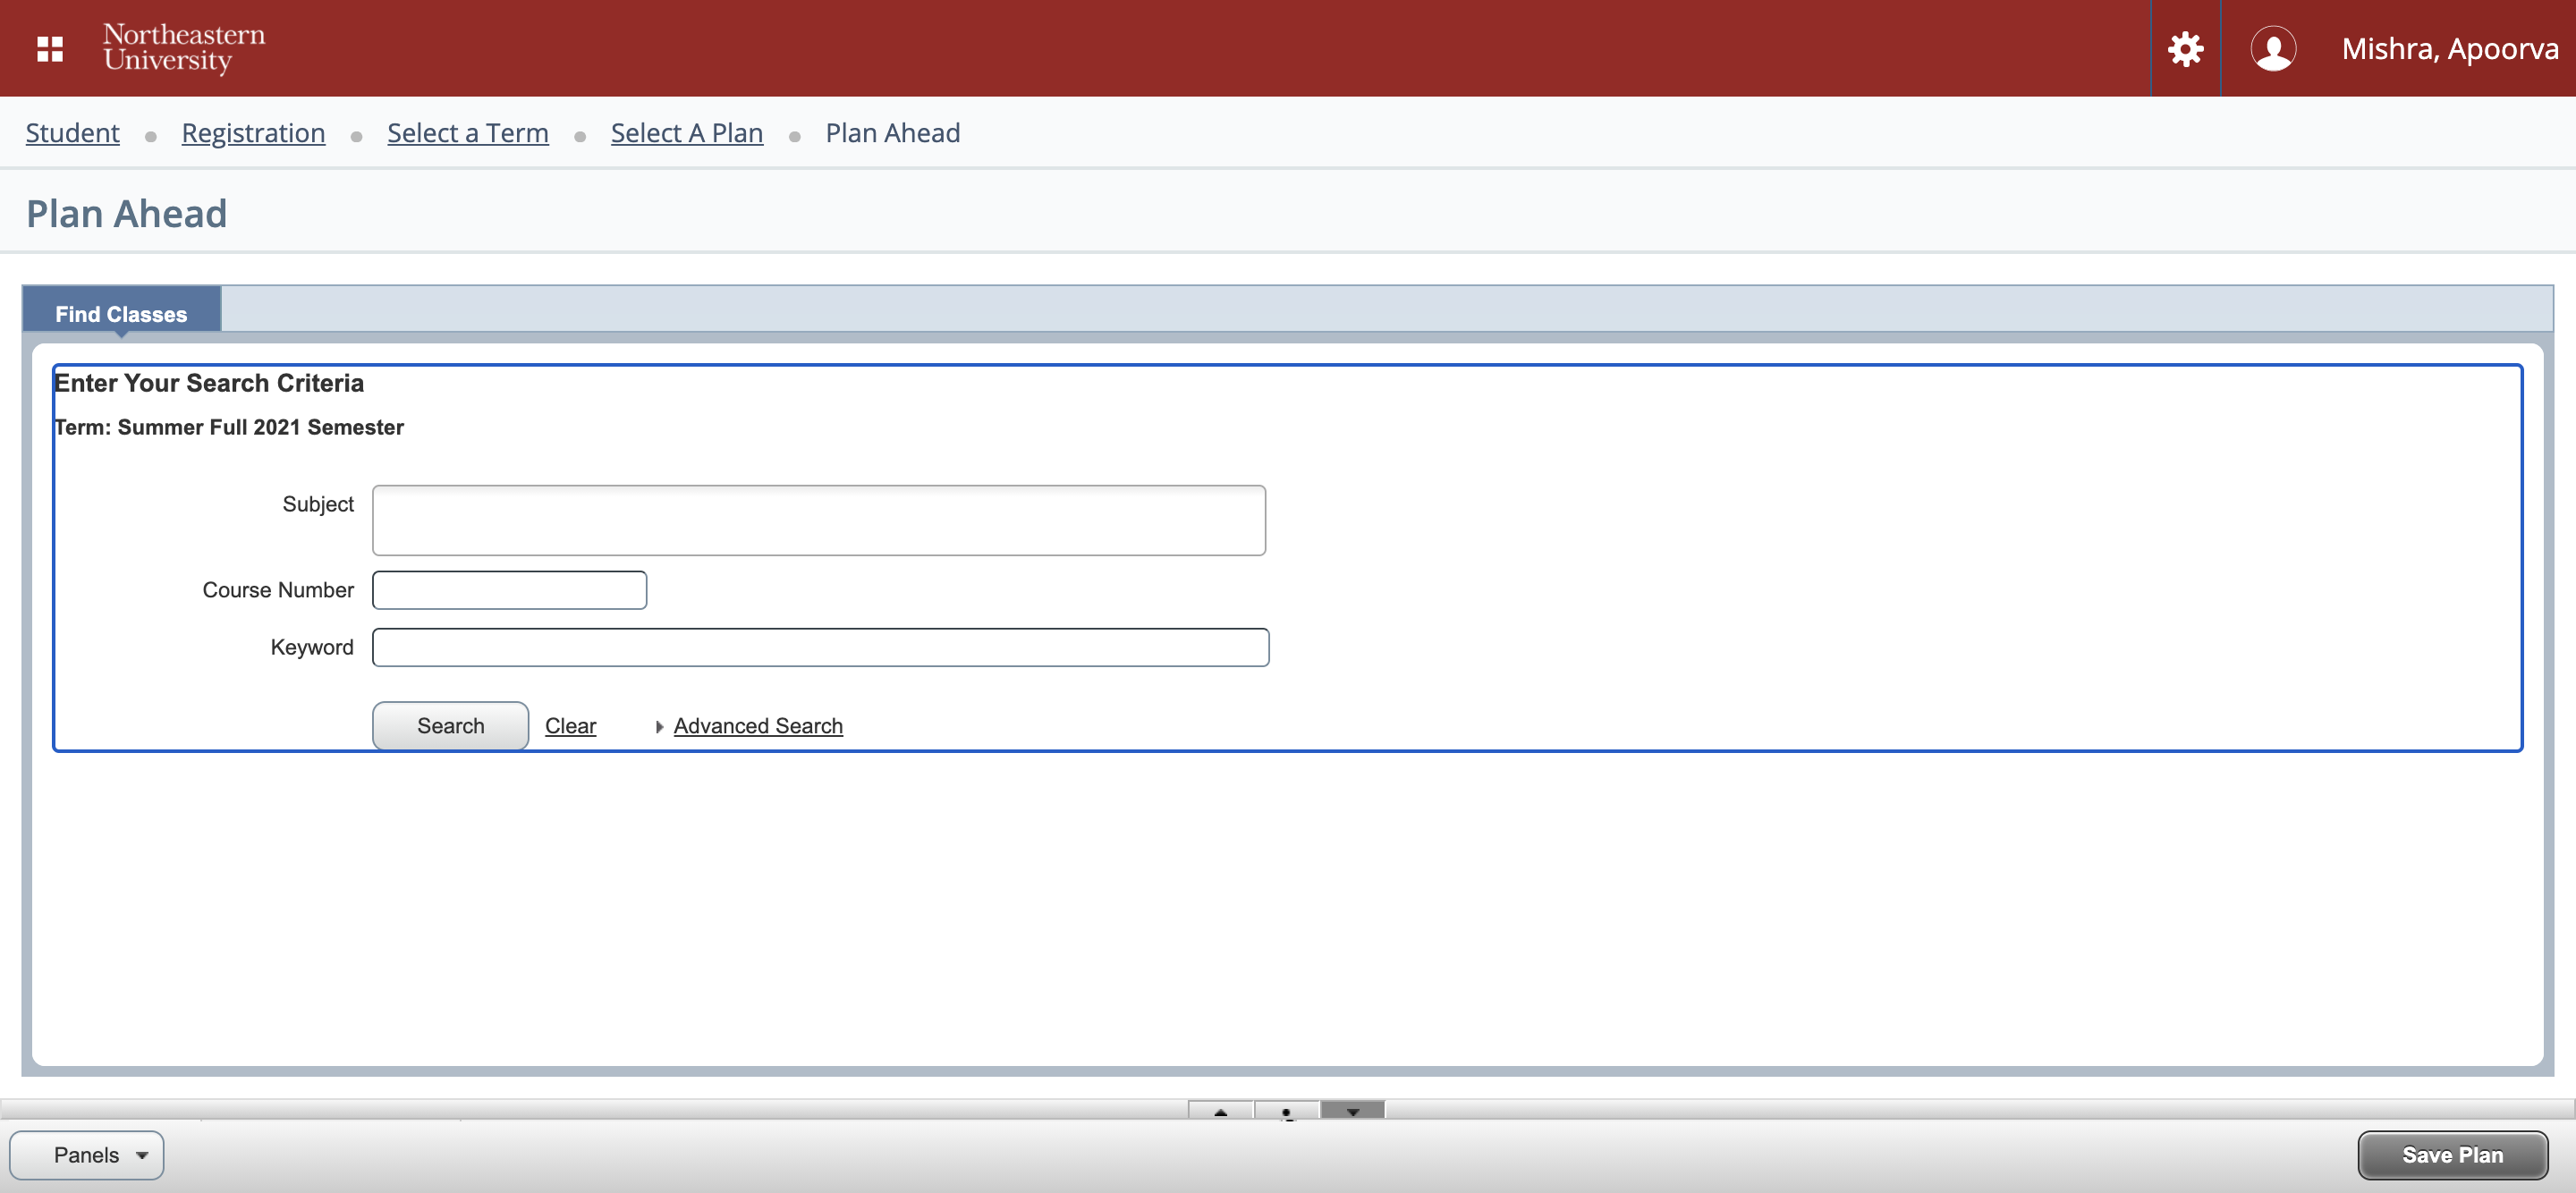 Northeastern
University
Mishra, Apoorva
Student Registration Select a Term Select A Plan Plan Ahead
Plan Ahead
Find Classes
Enter Your Search Criteria
Term: Summer Full 2021 Semester
Subject
Course Number
Keyword
Search Clear Advanced Search
Panels
Save Plan